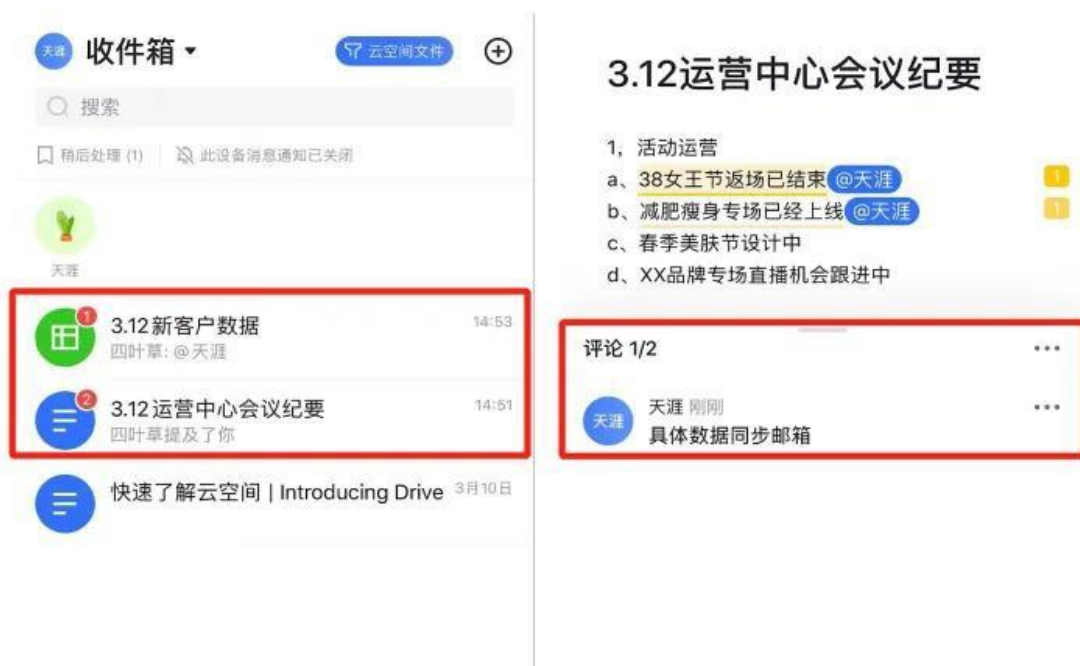 天涯 收件箱 云空间文件
搜索
稍后处理 (1) 此设备消息通知已关闭
天涯
1
3.12新客户数据 14:53
四叶草: @天涯
2
3.12运营中心会议纪要 14:51
四叶草提及了你
快速了解云空间 | Introducing Drive 3月10日
3.12运营中心会议纪要
1，活动运营
a、38女王节返场已结束@天涯 1
b、减肥瘦身专场已经上线@天涯 1
c、春季美肤节设计中
d、XX品牌专场直播机会跟进中
评论 1/2
天涯 天涯 刚刚
具体数据同步邮箱